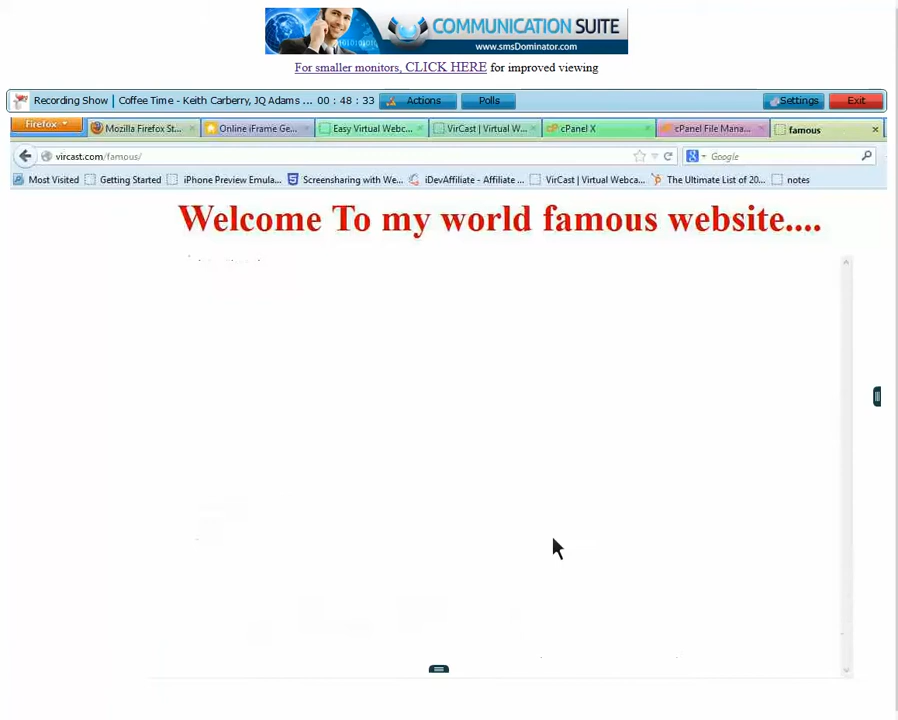 COMMUNICATION SUITE
www.smsDominator.com
For smaller monitors, CLICK HERE for improved viewing
Recording Show | Coffee Time - Keith Carberry, JQ Adams ... 00 : 48 : 33 Actions Polls Settings Exit
Firefox Mozilla Firefox St... Online iFrame Ge... Easy Virtual Webc... VirCast | Virtual W... cPanel X cPanel File Mana... famous
vircast.com/famous/ Google
Most Visited Getting Started iPhone Preview Emula... Screensharing with We... iDevAffiliate - Affiliate ... VirCast | Virtual Webca... The Ultimate List of 20... notes
Welcome To my world famous website....